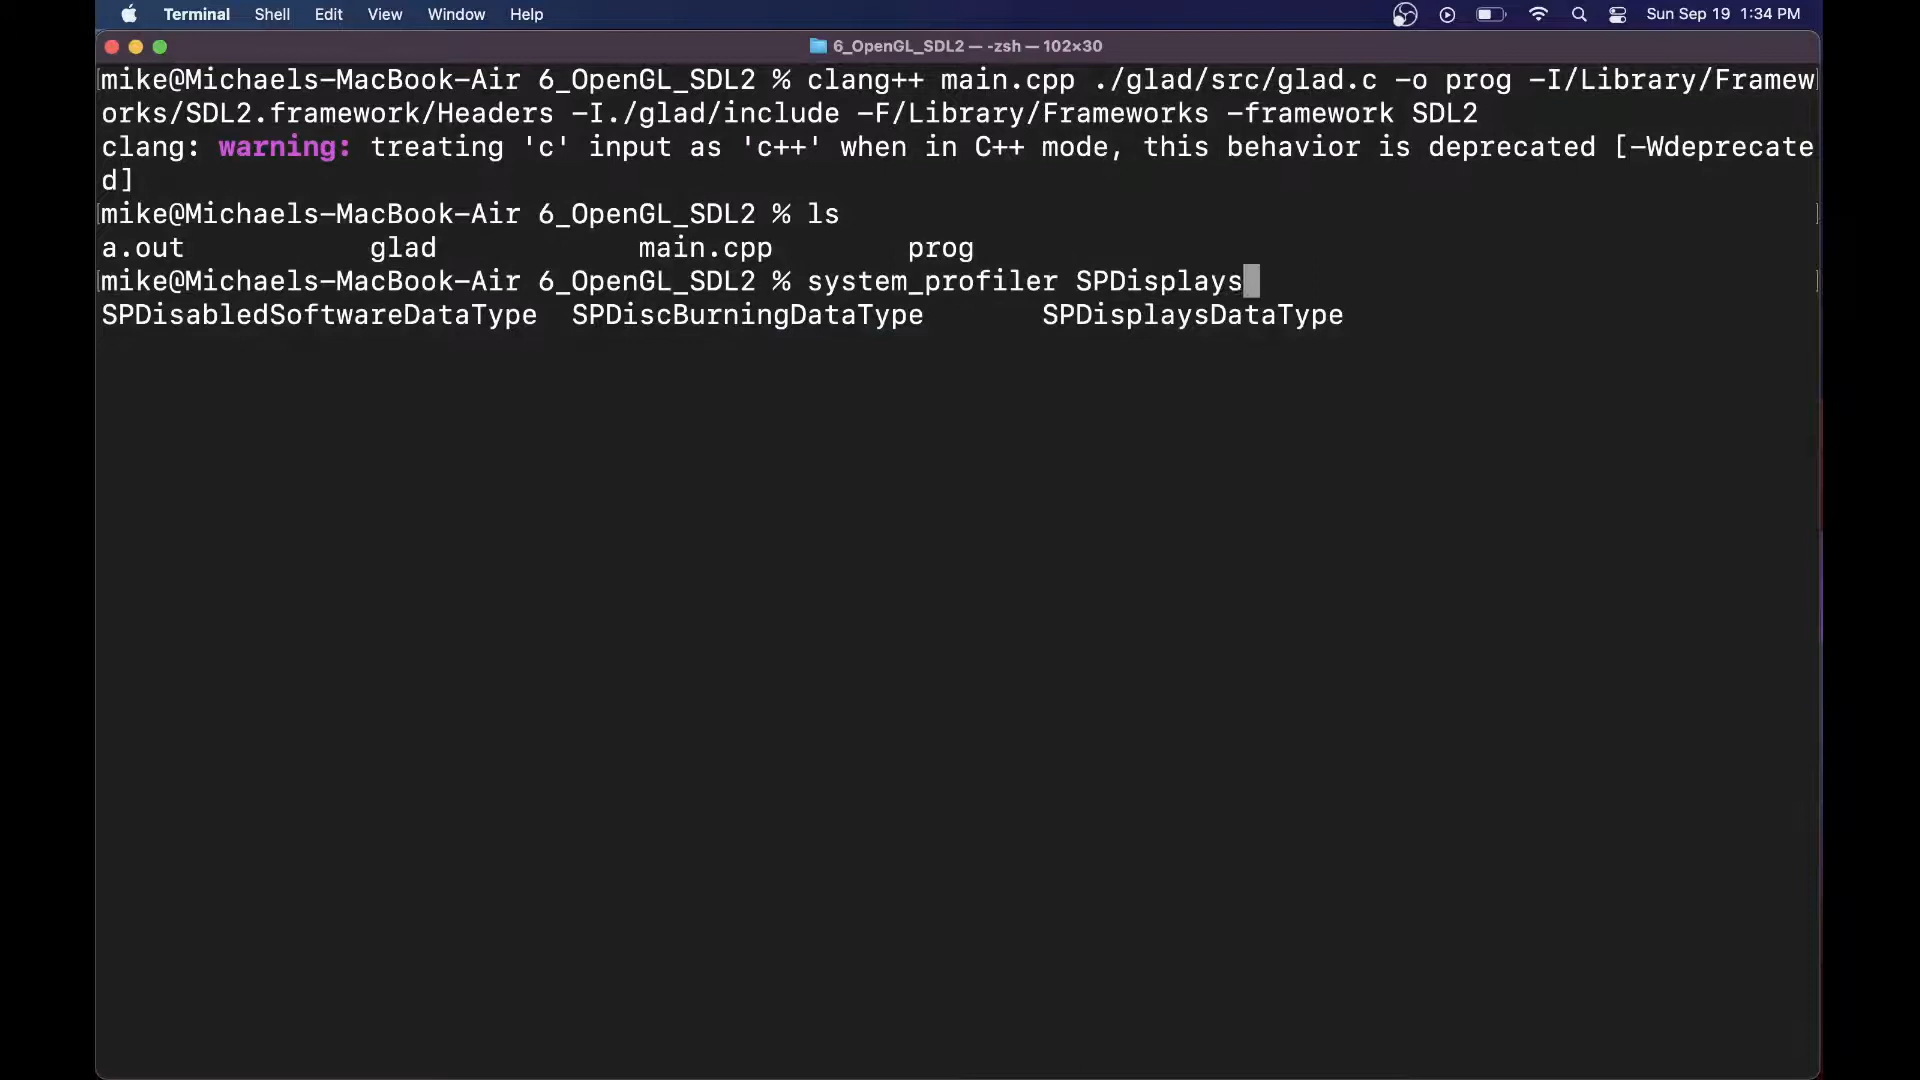 Terminal Shell Edit View Window Help Sun Sep 19 1:34 PM
6_OpenGL_SDL2 — -zsh — 102×30
mike@Michaels-MacBook-Air 6_OpenGL_SDL2 % clang++ main.cpp ./glad/src/glad.c -o prog -I/Library/Framew
orks/SDL2.framework/Headers -I./glad/include -F/Library/Frameworks -framework SDL2
clang: warning: treating 'c' input as 'c++' when in C++ mode, this behavior is deprecated [-Wdeprecate
d]
mike@Michaels-MacBook-Air 6_OpenGL_SDL2 % ls
a.out glad main.cpp prog
mike@Michaels-MacBook-Air 6_OpenGL_SDL2 % system_profiler SPDisplays
SPDisabledSoftwareDataType SPDiscBurningDataType SPDisplaysDataType